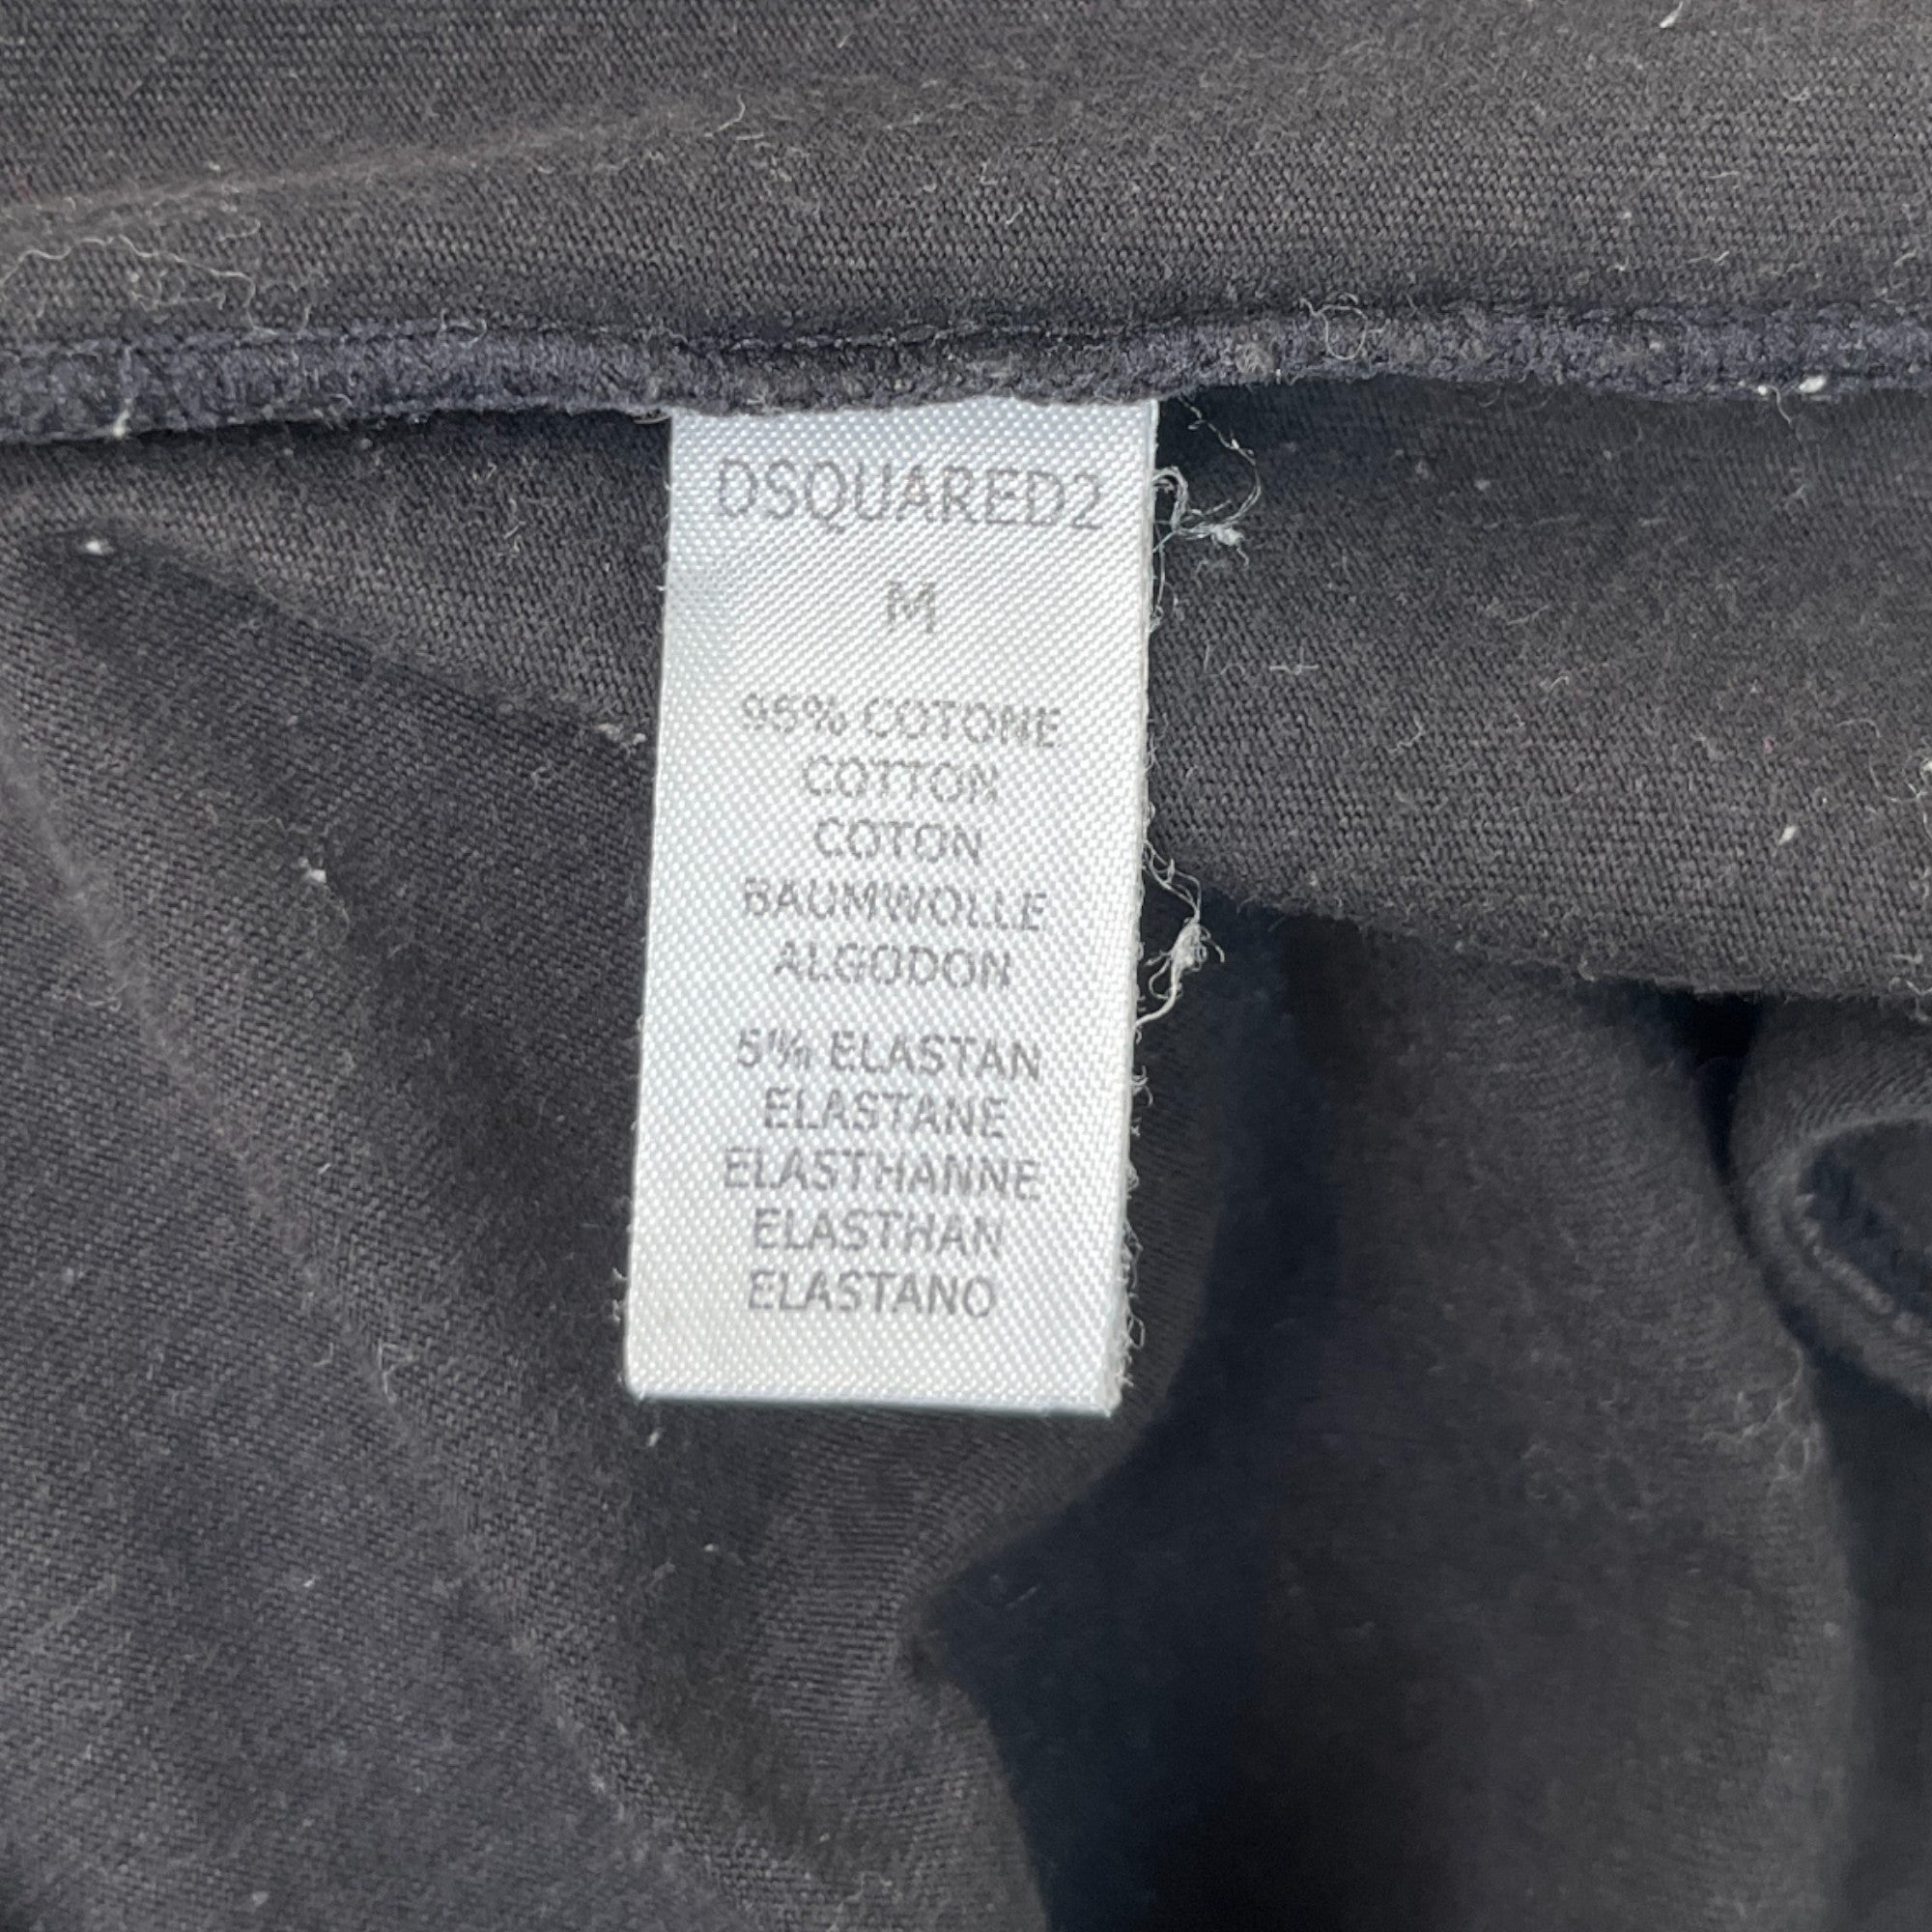 DSQUARED2
M
95% COTONE
COTTON
COTON
BAUMWOLLE
ALGODON
5% ELASTAN
ELASTANE
ELASTHANNE
ELASTHAN
ELASTANO